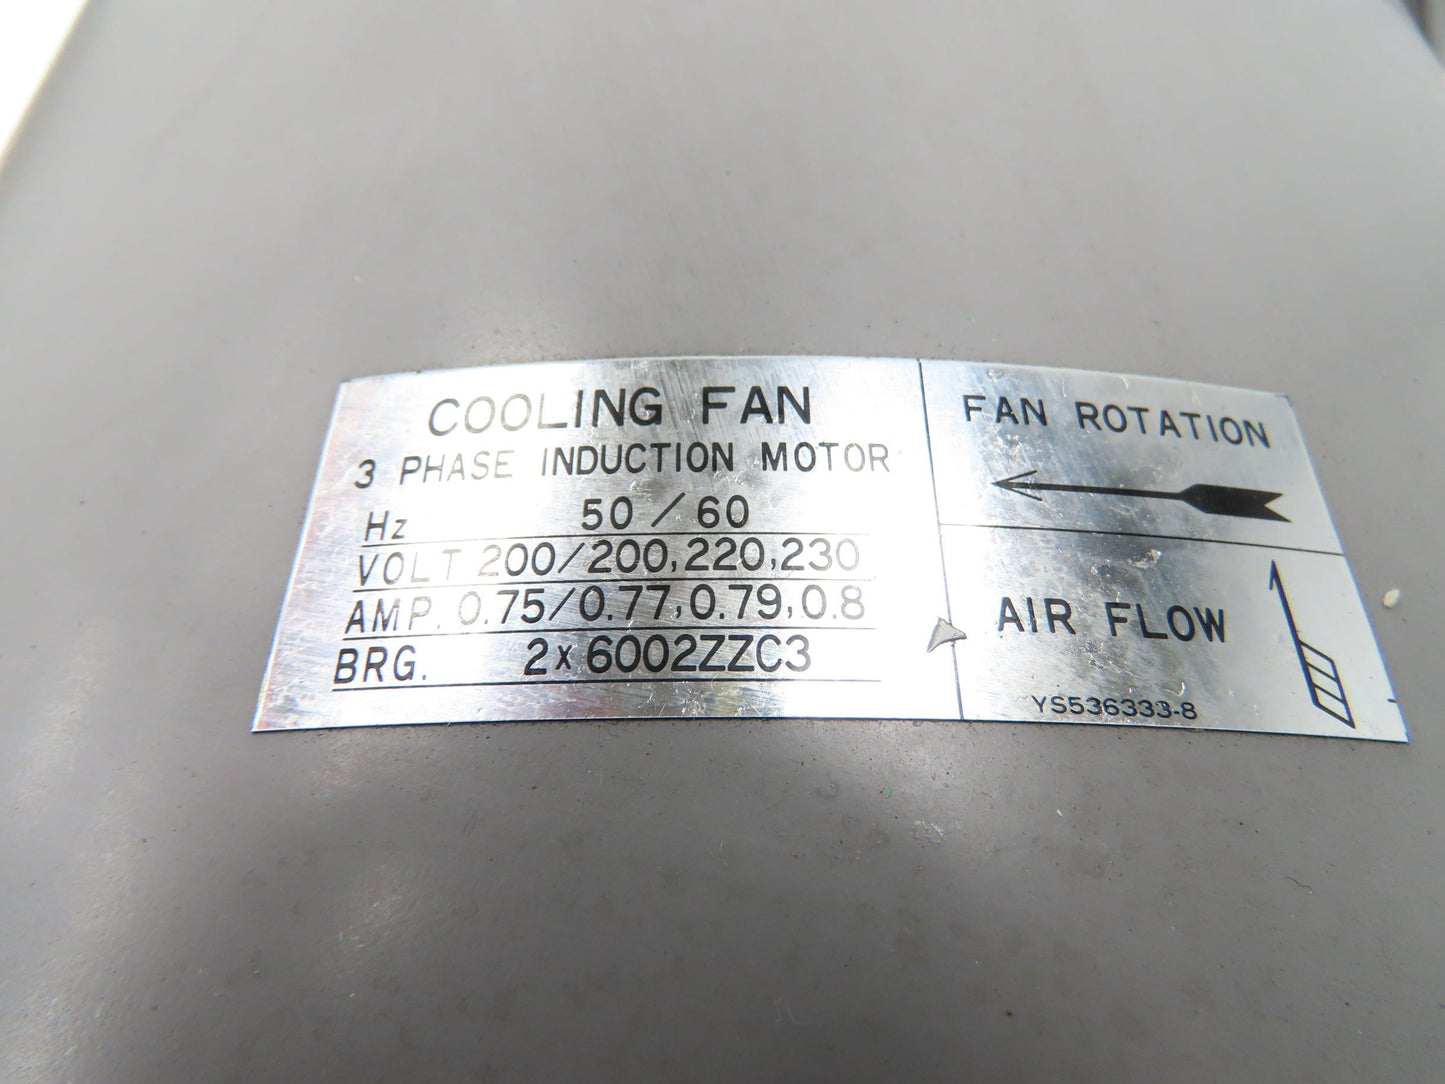 COOLING FAN
3 PHASE INDUCTION MOTOR
Hz 50 / 60
VOLT 200/200,220,230
AMP. 0.75/0.77,0.79,0.8
BRG. 2x6002ZZC3
FAN ROTATION
AIR FLOW
YS536333-8